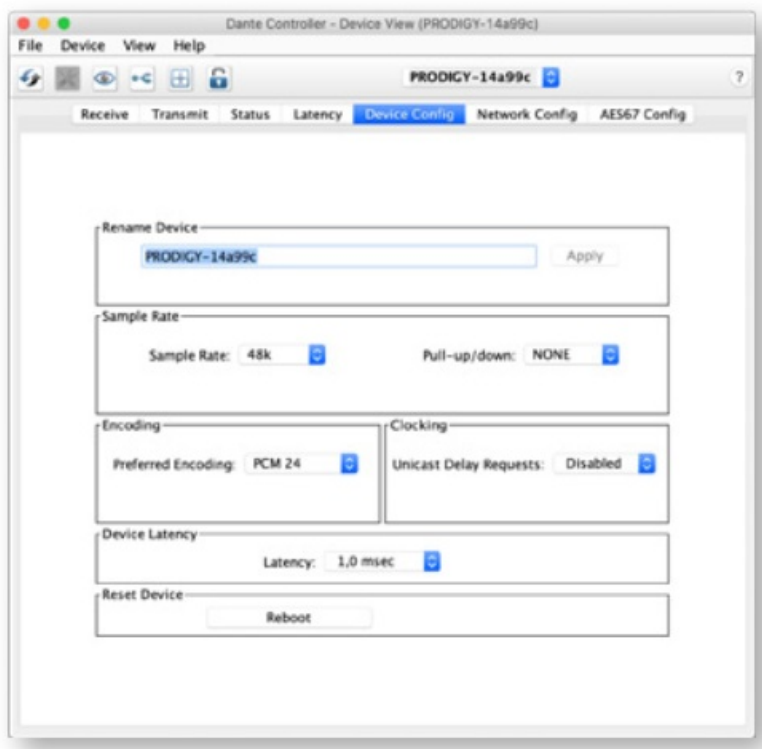 Dante Controller - Device View (PRODIGY-14a99c)
File Device View Help
PRODIGY-14a99c ?
Receive Transmit Status Latency Device Config Network Config AES67 Config
Rename Device
PRODIGY-14a99c Apply
Sample Rate
Sample Rate: 48k Pull-up/down: NONE
Encoding Clocking
Preferred Encoding: PCM 24 Unicast Delay Requests: Disabled
Device Latency
Latency: 1,0 msec
Reset Device
Reboot